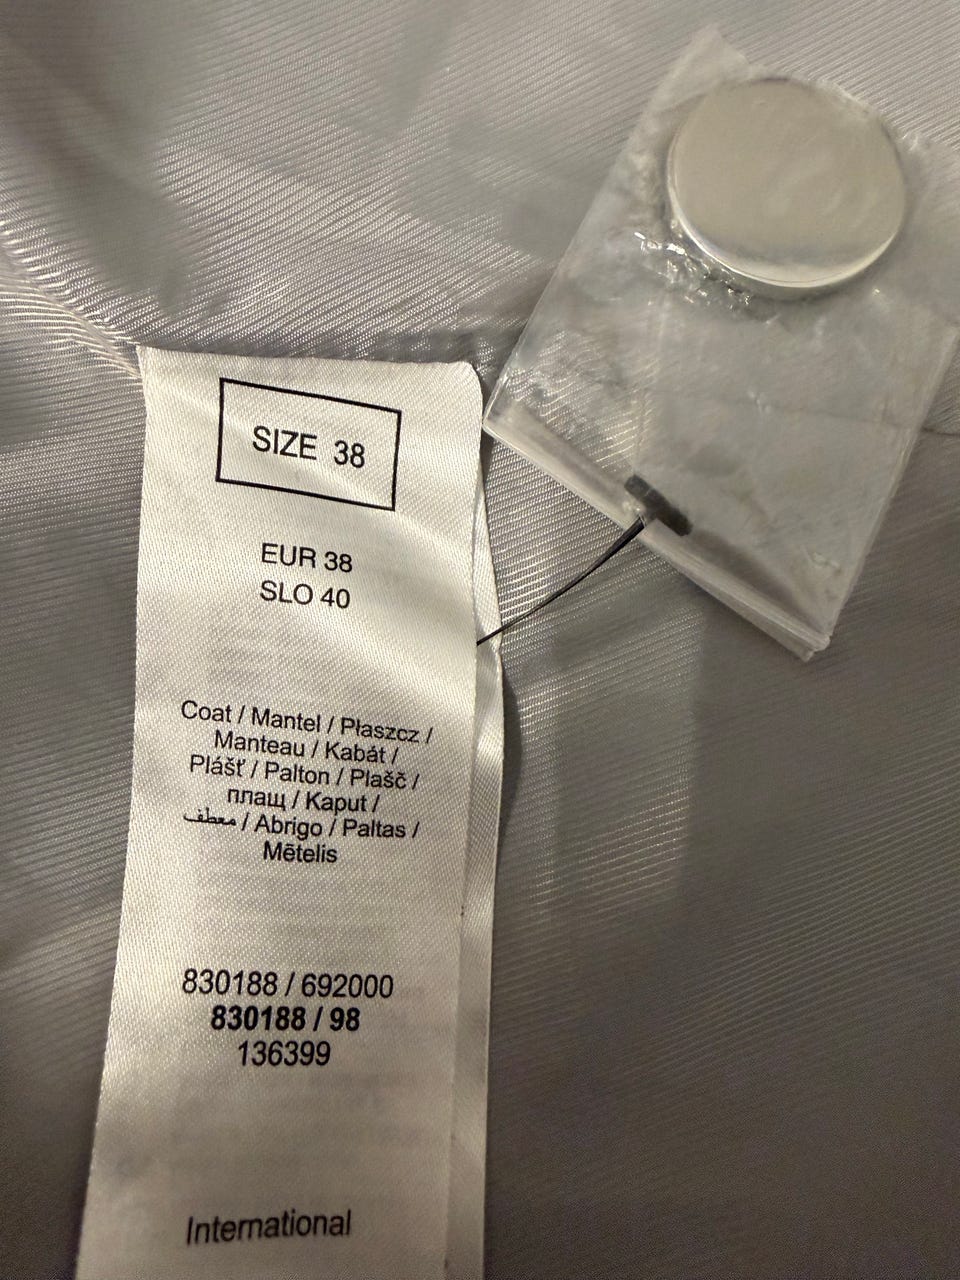 SIZE 38
EUR 38
SLO 40
Coat / Mantel / Płaszcz /
Manteau / Kabát /
Plášť / Palton / Plašč /
плащ / Kaput /
معطف / Abrigo / Paltas /
Mētelis
830188 / 692000
830188 / 98
136399
International